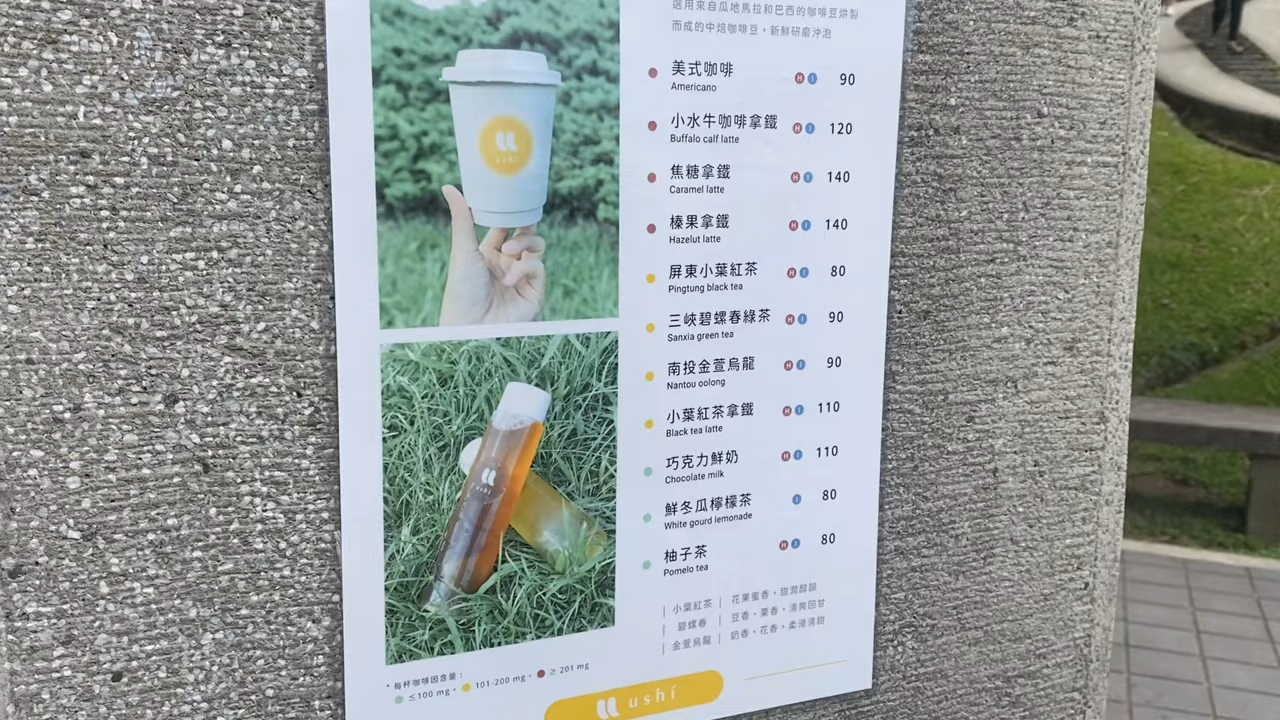 選用來自瓜地馬拉和巴西的咖啡豆烘製
而成的中焙咖啡豆，新鮮研磨沖泡
美式咖啡 H I 90
Americano
小水牛咖啡拿鐵 H I 120
Buffalo calf latte
焦糖拿鐵 H I 140
Caramel latte
榛果拿鐵 H I 140
Hazelut latte
屏東小葉紅茶 H I 80
Pingtung black tea
三峽碧螺春綠茶 H I 90
Sanxia green tea
南投金萱烏龍 H I 90
Nantou oolong
小葉紅茶拿鐵 H I 110
Black tea latte
巧克力鮮奶 H I 110
Chocolate milk
鮮冬瓜檸檬茶 I 80
White gourd lemonade
柚子茶 H I 80
Pomelo tea
小葉紅茶 | 花果蜜香，甜潤醇韻
碧螺春 | 豆香、栗香，清爽回甘
金萱烏龍 | 奶香、花香，柔滑清甜
*每杯咖啡因含量：
≤100 mg， 101-200 mg， ≥ 201 mg
ushi
ushi
ushi